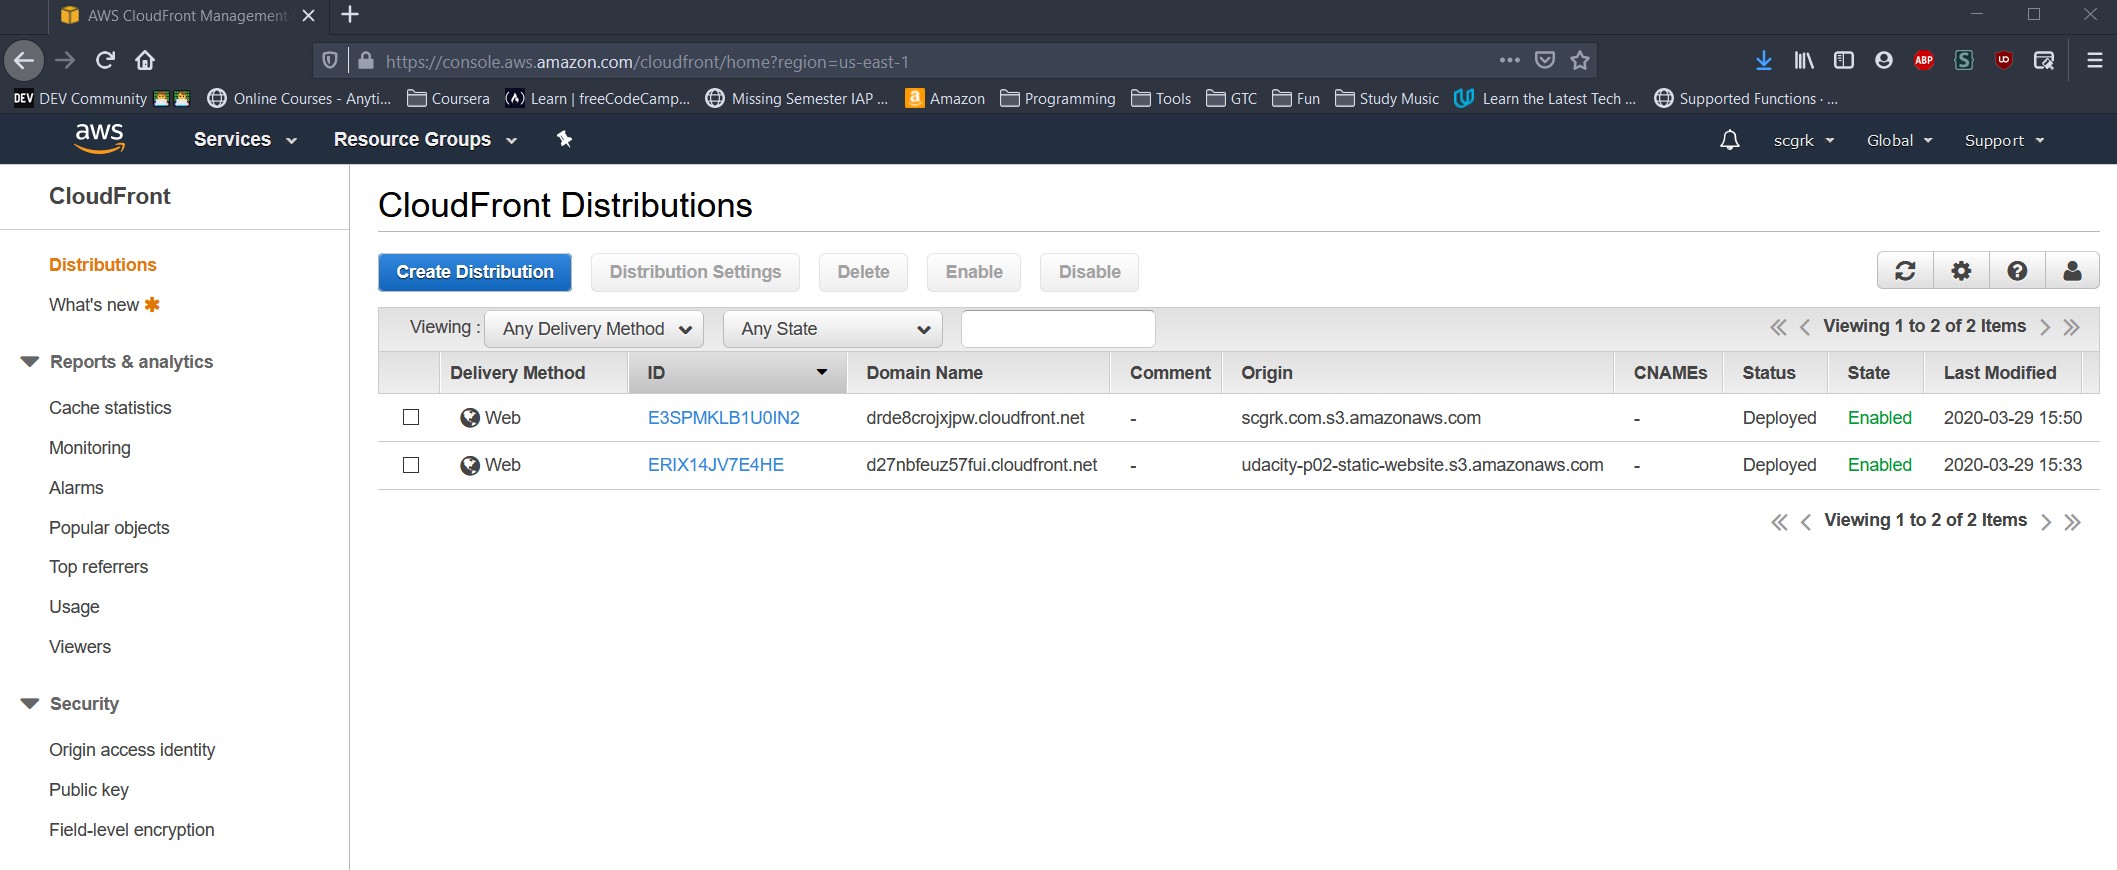 AWS CloudFront Management
https://console.aws.amazon.com/cloudfront/home?region=us-east-1
ABP
S
DEV DEV Community Online Courses - Anyti... Coursera Learn | freeCodeCamp... Missing Semester IAP ... a Amazon Programming Tools GTC Fun Study Music Learn the Latest Tech ... Supported Functions · ...
aws Services Resource Groups scgrk Global Support
CloudFront
Distributions
What's new
Reports & analytics
Cache statistics
Monitoring
Alarms
Popular objects
Top referrers
Usage
Viewers
Security
Origin access identity
Public key
Field-level encryption
CloudFront Distributions
Create Distribution Distribution Settings Delete Enable Disable
Viewing : Any Delivery Method Any State Viewing 1 to 2 of 2 Items
Delivery Method ID Domain Name Comment Origin CNAMEs Status State Last Modified
Web E3SPMKLB1U0IN2 drde8crojxjpw.cloudfront.net - scgrk.com.s3.amazonaws.com - Deployed Enabled 2020-03-29 15:50
Web ERIX14JV7E4HE d27nbfeuz57fui.cloudfront.net - udacity-p02-static-website.s3.amazonaws.com - Deployed Enabled 2020-03-29 15:33
Viewing 1 to 2 of 2 Items